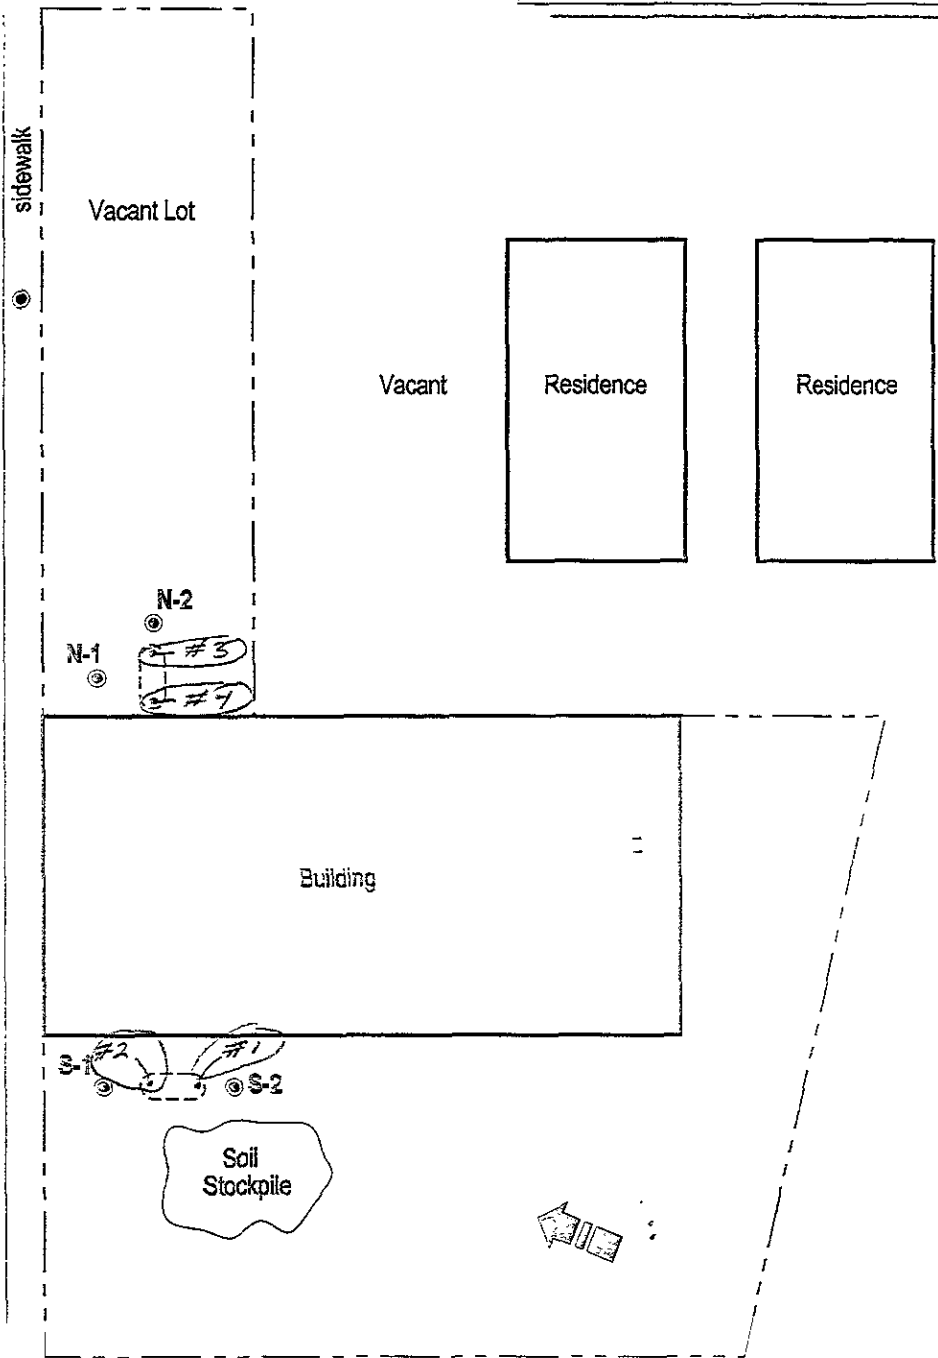 sidewalk
Vacant Lot
Vacant
Residence
Residence
N-2
#3
N-1
#4
Building
#2
#1
S-1
S-2
Soil
Stockpile